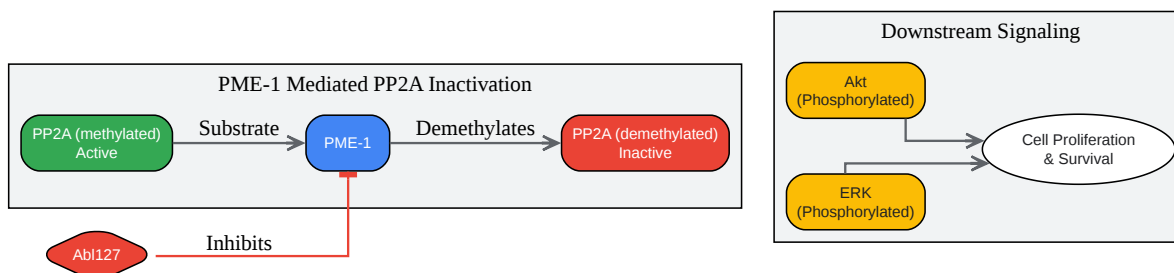 Downstream Signaling
PME-1 Mediated PP2A Inactivation
Akt
(Phosphorylated)
PP2A (methylated)
Active
Substrate
PME-1
Demethylates
PP2A (demethylated)
Inactive
Cell Proliferation
& Survival
ERK
(Phosphorylated)
Abl127
Inhibits